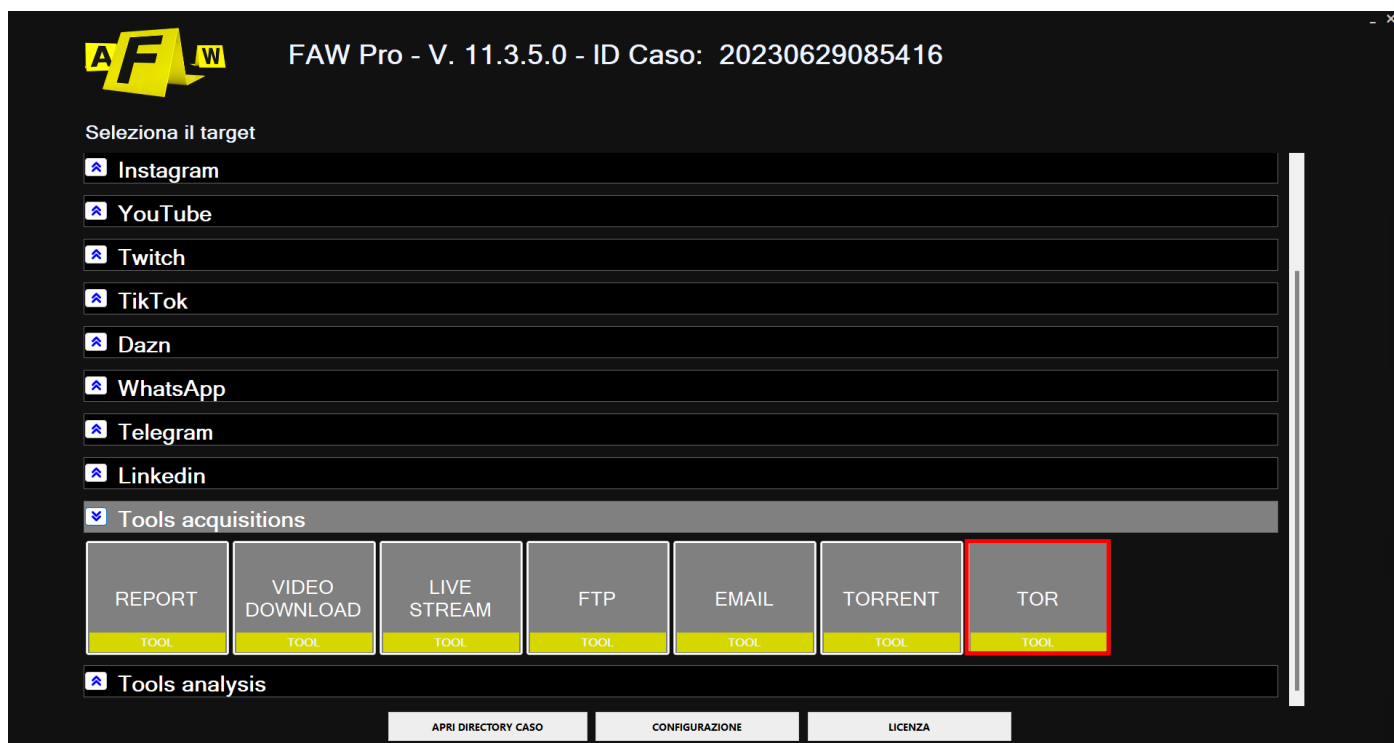 A F W
FAW Pro - V. 11.3.5.0 - ID Caso: 20230629085416
Seleziona il target
Instagram
YouTube
Twitch
TikTok
Dazn
WhatsApp
Telegram
Linkedin
Tools acquisitions
REPORT
TOOL
VIDEO
DOWNLOAD
TOOL
LIVE
STREAM
TOOL
FTP
TOOL
EMAIL
TOOL
TORRENT
TOOL
TOR
TOOL
Tools analysis
APRI DIRECTORY CASO
CONFIGURAZIONE
LICENZA